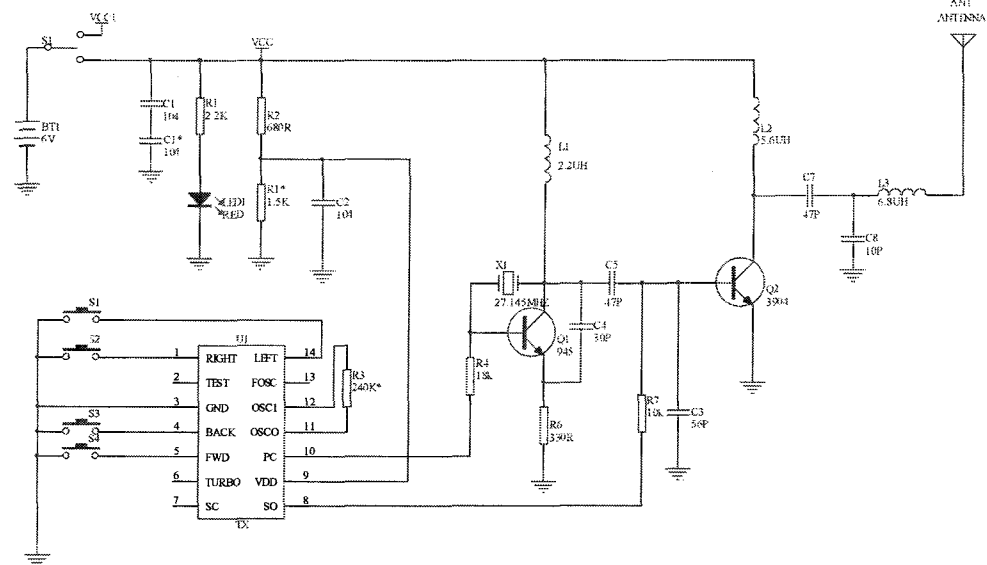 ANT
ANTENNA
VCC1
S1
VCC
BT1
6V
C1
104
C1*
104
R1
2.2K
R2
680R
LED1
RED
R1*
1.5K
C2
104
L1
2.2UH
L2
5.6UH
C7
47P
L3
6.8UH
C8
10P
X1
27.145MHZ
C5
47P
Q2
3904
Q1
945
C4
30P
R4
18k
R6
330R
R7
10k
C3
56P
S1
S2
S3
S4
U1
1 RIGHT LEFT 14
2 TEST FOSC 13
3 GND OSC1 12
4 BACK OSCO 11
5 FWD PC 10
6 TURBO VDD 9
7 SC SO 8
TX
R3
240K*